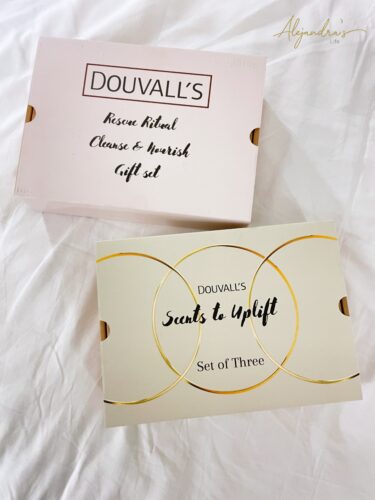 Alejandra's
Life
DOUVALL'S
Rescue Ritual
Cleanse & Nourish
Gift set
DOUVALL'S
Scents to Uplift
Set of Three